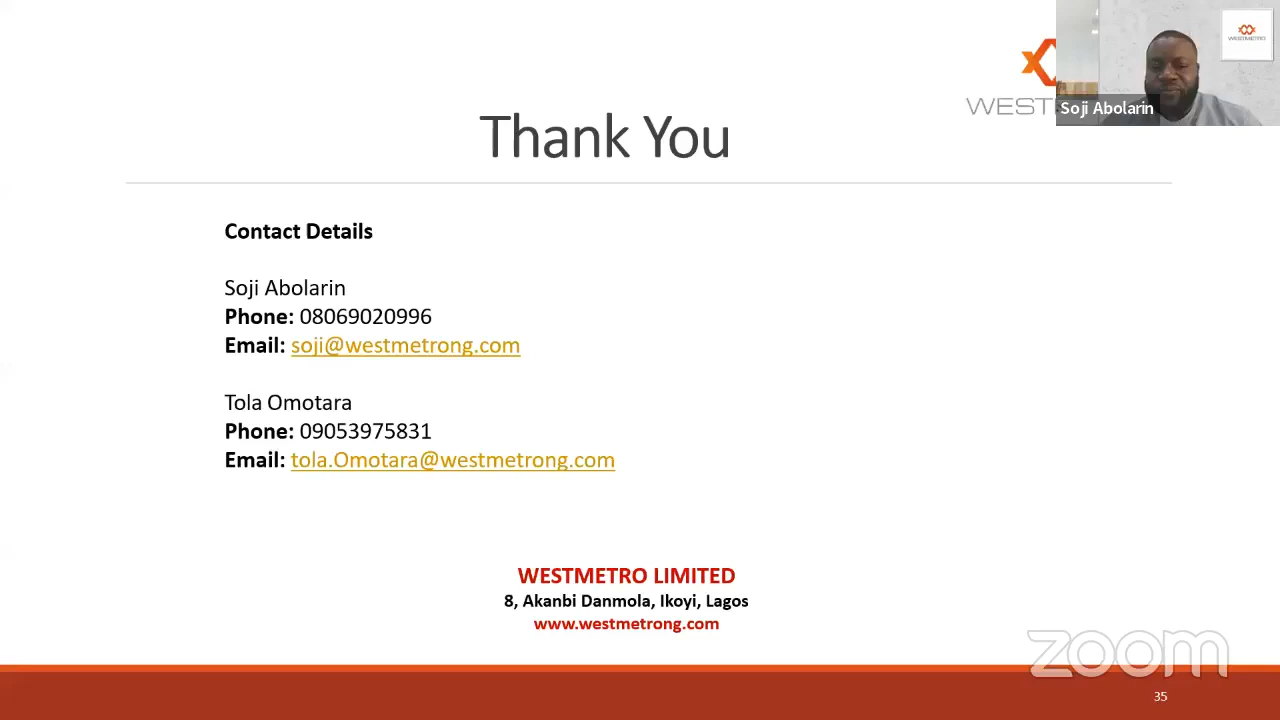 WESTMETRO
WEST
Soji Abolarin
Thank You
Contact Details
Soji Abolarin
Phone: 08069020996
Email: soji@westmetrong.com
Tola Omotara
Phone: 09053975831
Email: tola.Omotara@westmetrong.com
WESTMETRO LIMITED
8, Akanbi Danmola, Ikoyi, Lagos
www.westmetrong.com
zoom
35